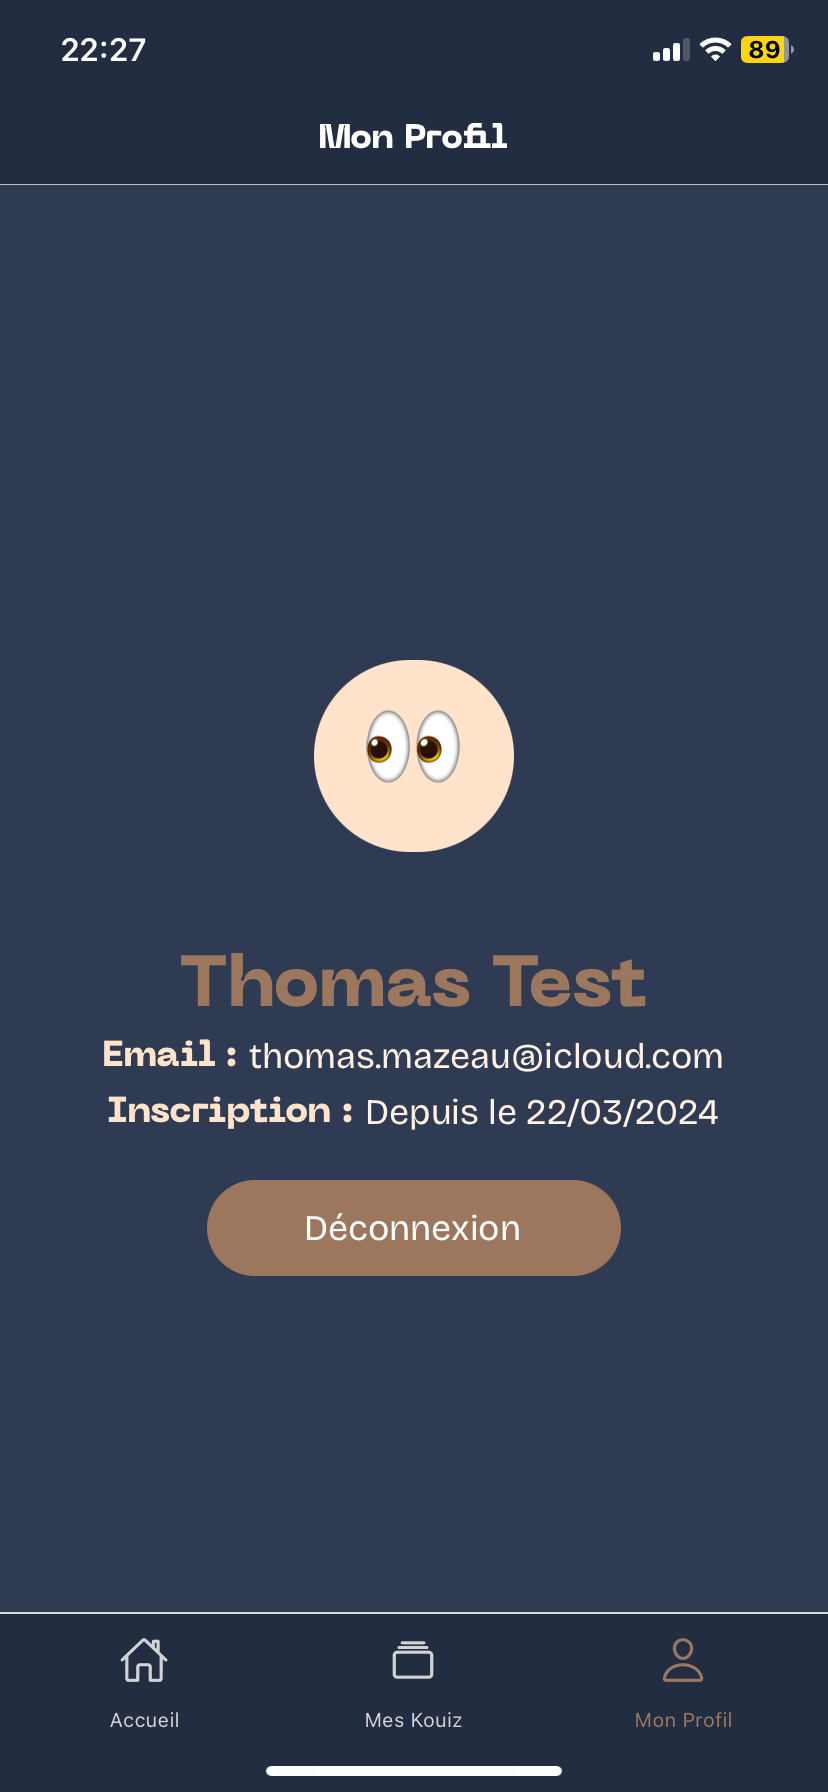 22:27
89
Mon Profil
Thomas Test
Email : thomas.mazeau@icloud.com
Inscription : Depuis le 22/03/2024
Déconnexion
Accueil
Mes Kouiz
Mon Profil